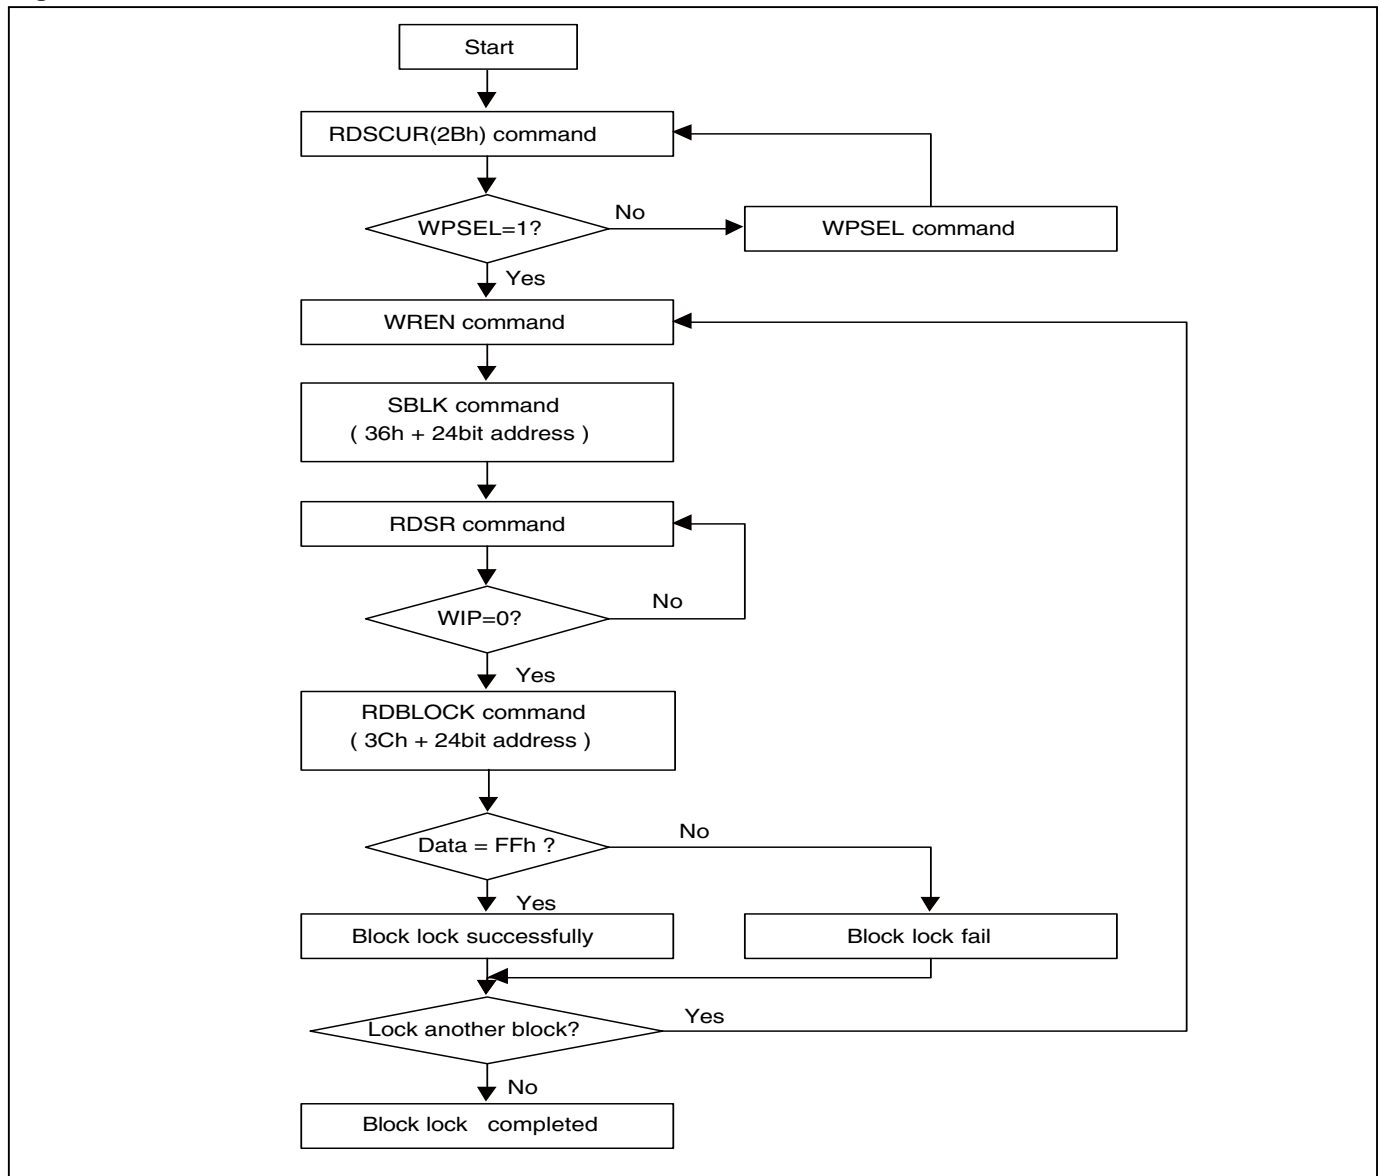 Start
RDSCUR(2Bh) command
WPSEL=1?
No
WPSEL command
Yes
WREN command
SBLK command
( 36h + 24bit address )
RDSR command
WIP=0?
No
Yes
RDBLOCK command
( 3Ch + 24bit address )
Data = FFh ?
No
Yes
Block lock successfully
Block lock fail
Lock another block?
Yes
No
Block lock completed